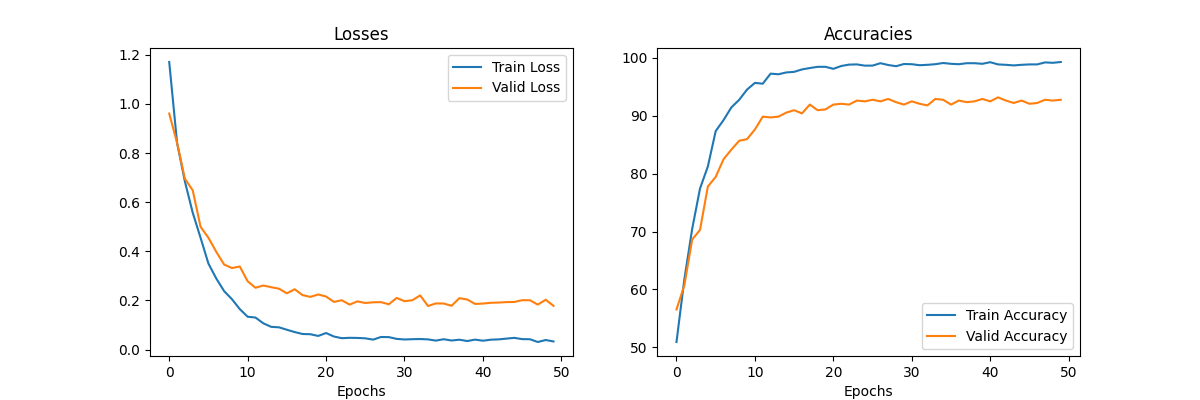 Losses
1.2
1.0
0.8
0.6
0.4
0.2
0.0
Train Loss
Valid Loss
0 10 20 30 40 50
Epochs
Accuracies
100
90
80
70
60
50
Train Accuracy
Valid Accuracy
0 10 20 30 40 50
Epochs